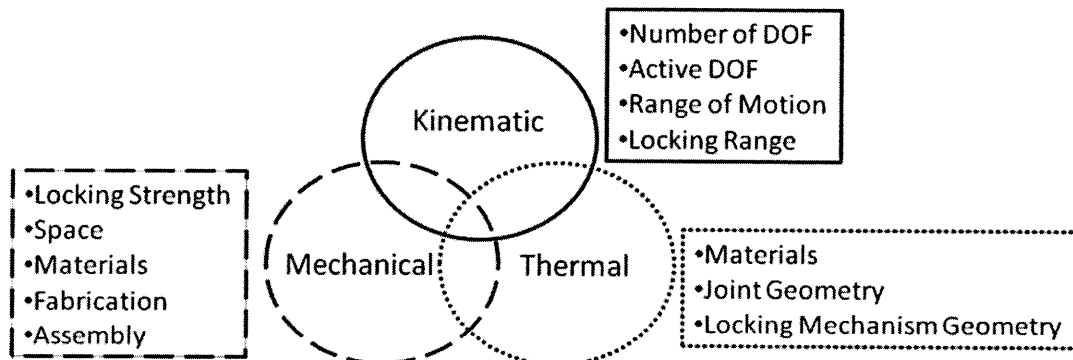 •Number of DOF
•Active DOF
•Range of Motion
•Locking Range
Kinematic
•Locking Strength
•Space
•Materials
•Fabrication
•Assembly
Mechanical
Thermal
•Materials
•Joint Geometry
•Locking Mechanism Geometry